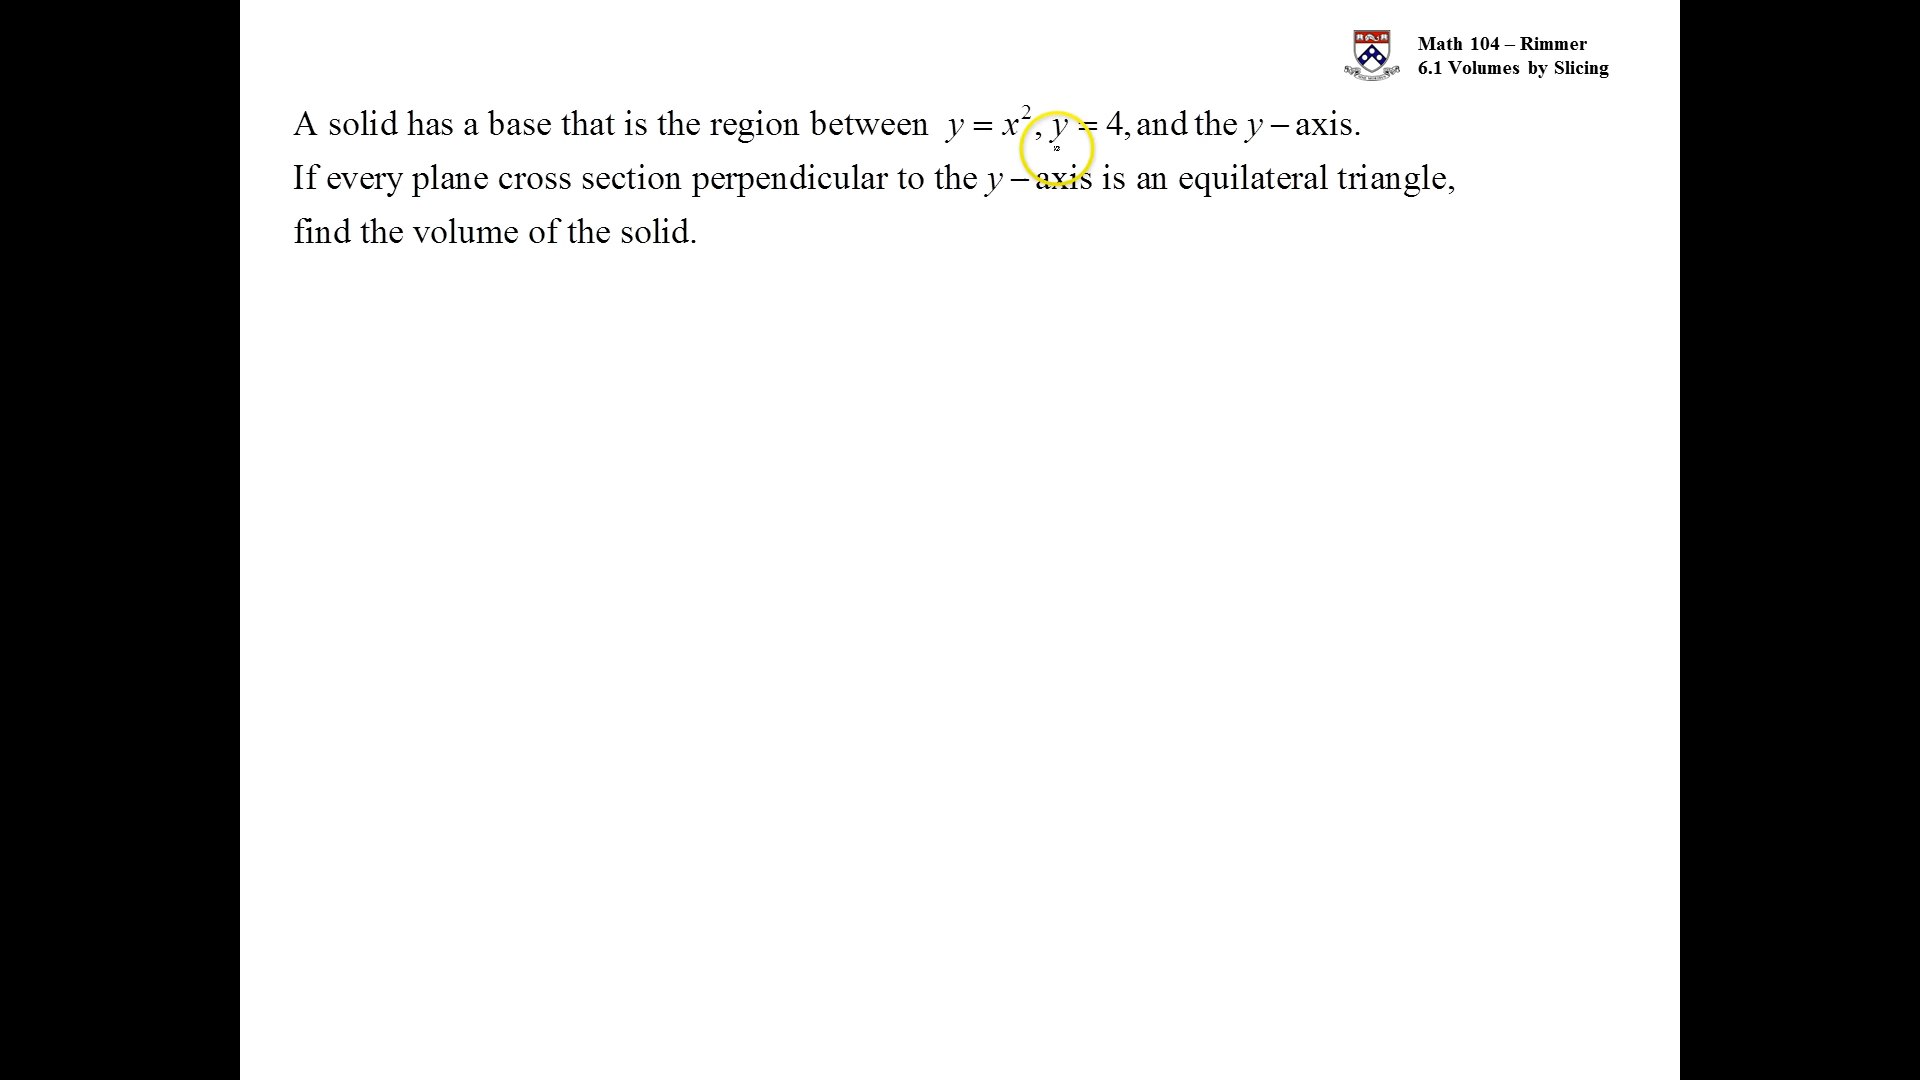 Math 104 – Rimmer
6.1 Volumes by Slicing
A solid has a base that is the region between y = x², y = 4, and the y – axis.
If every plane cross section perpendicular to the y – axis is an equilateral triangle,
find the volume of the solid.